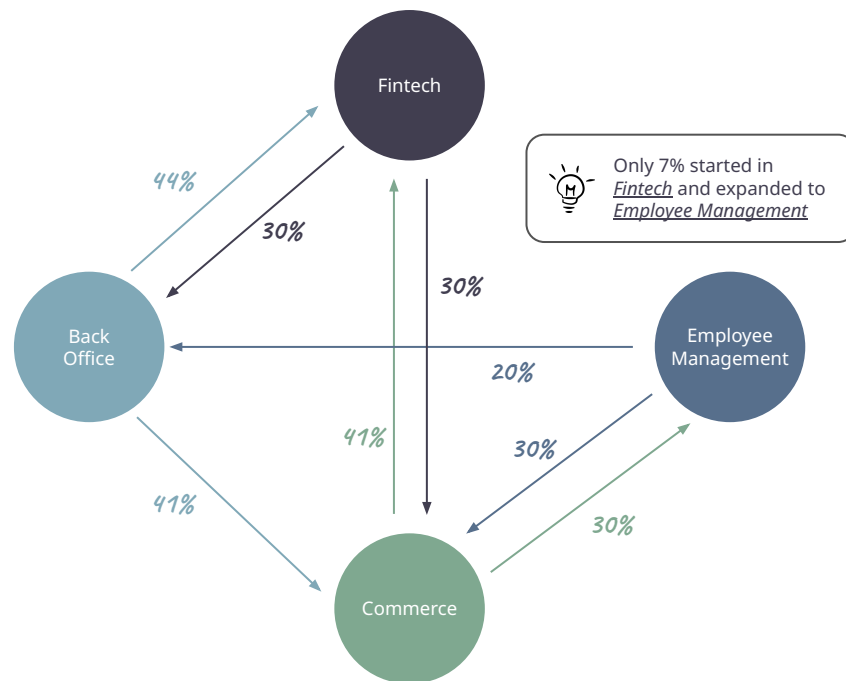 Fintech
Only 7% started in
Fintech and expanded to
Employee Management
44%
30%
30%
Back
Office
Employee
Management
20%
41%
30%
41%
30%
Commerce